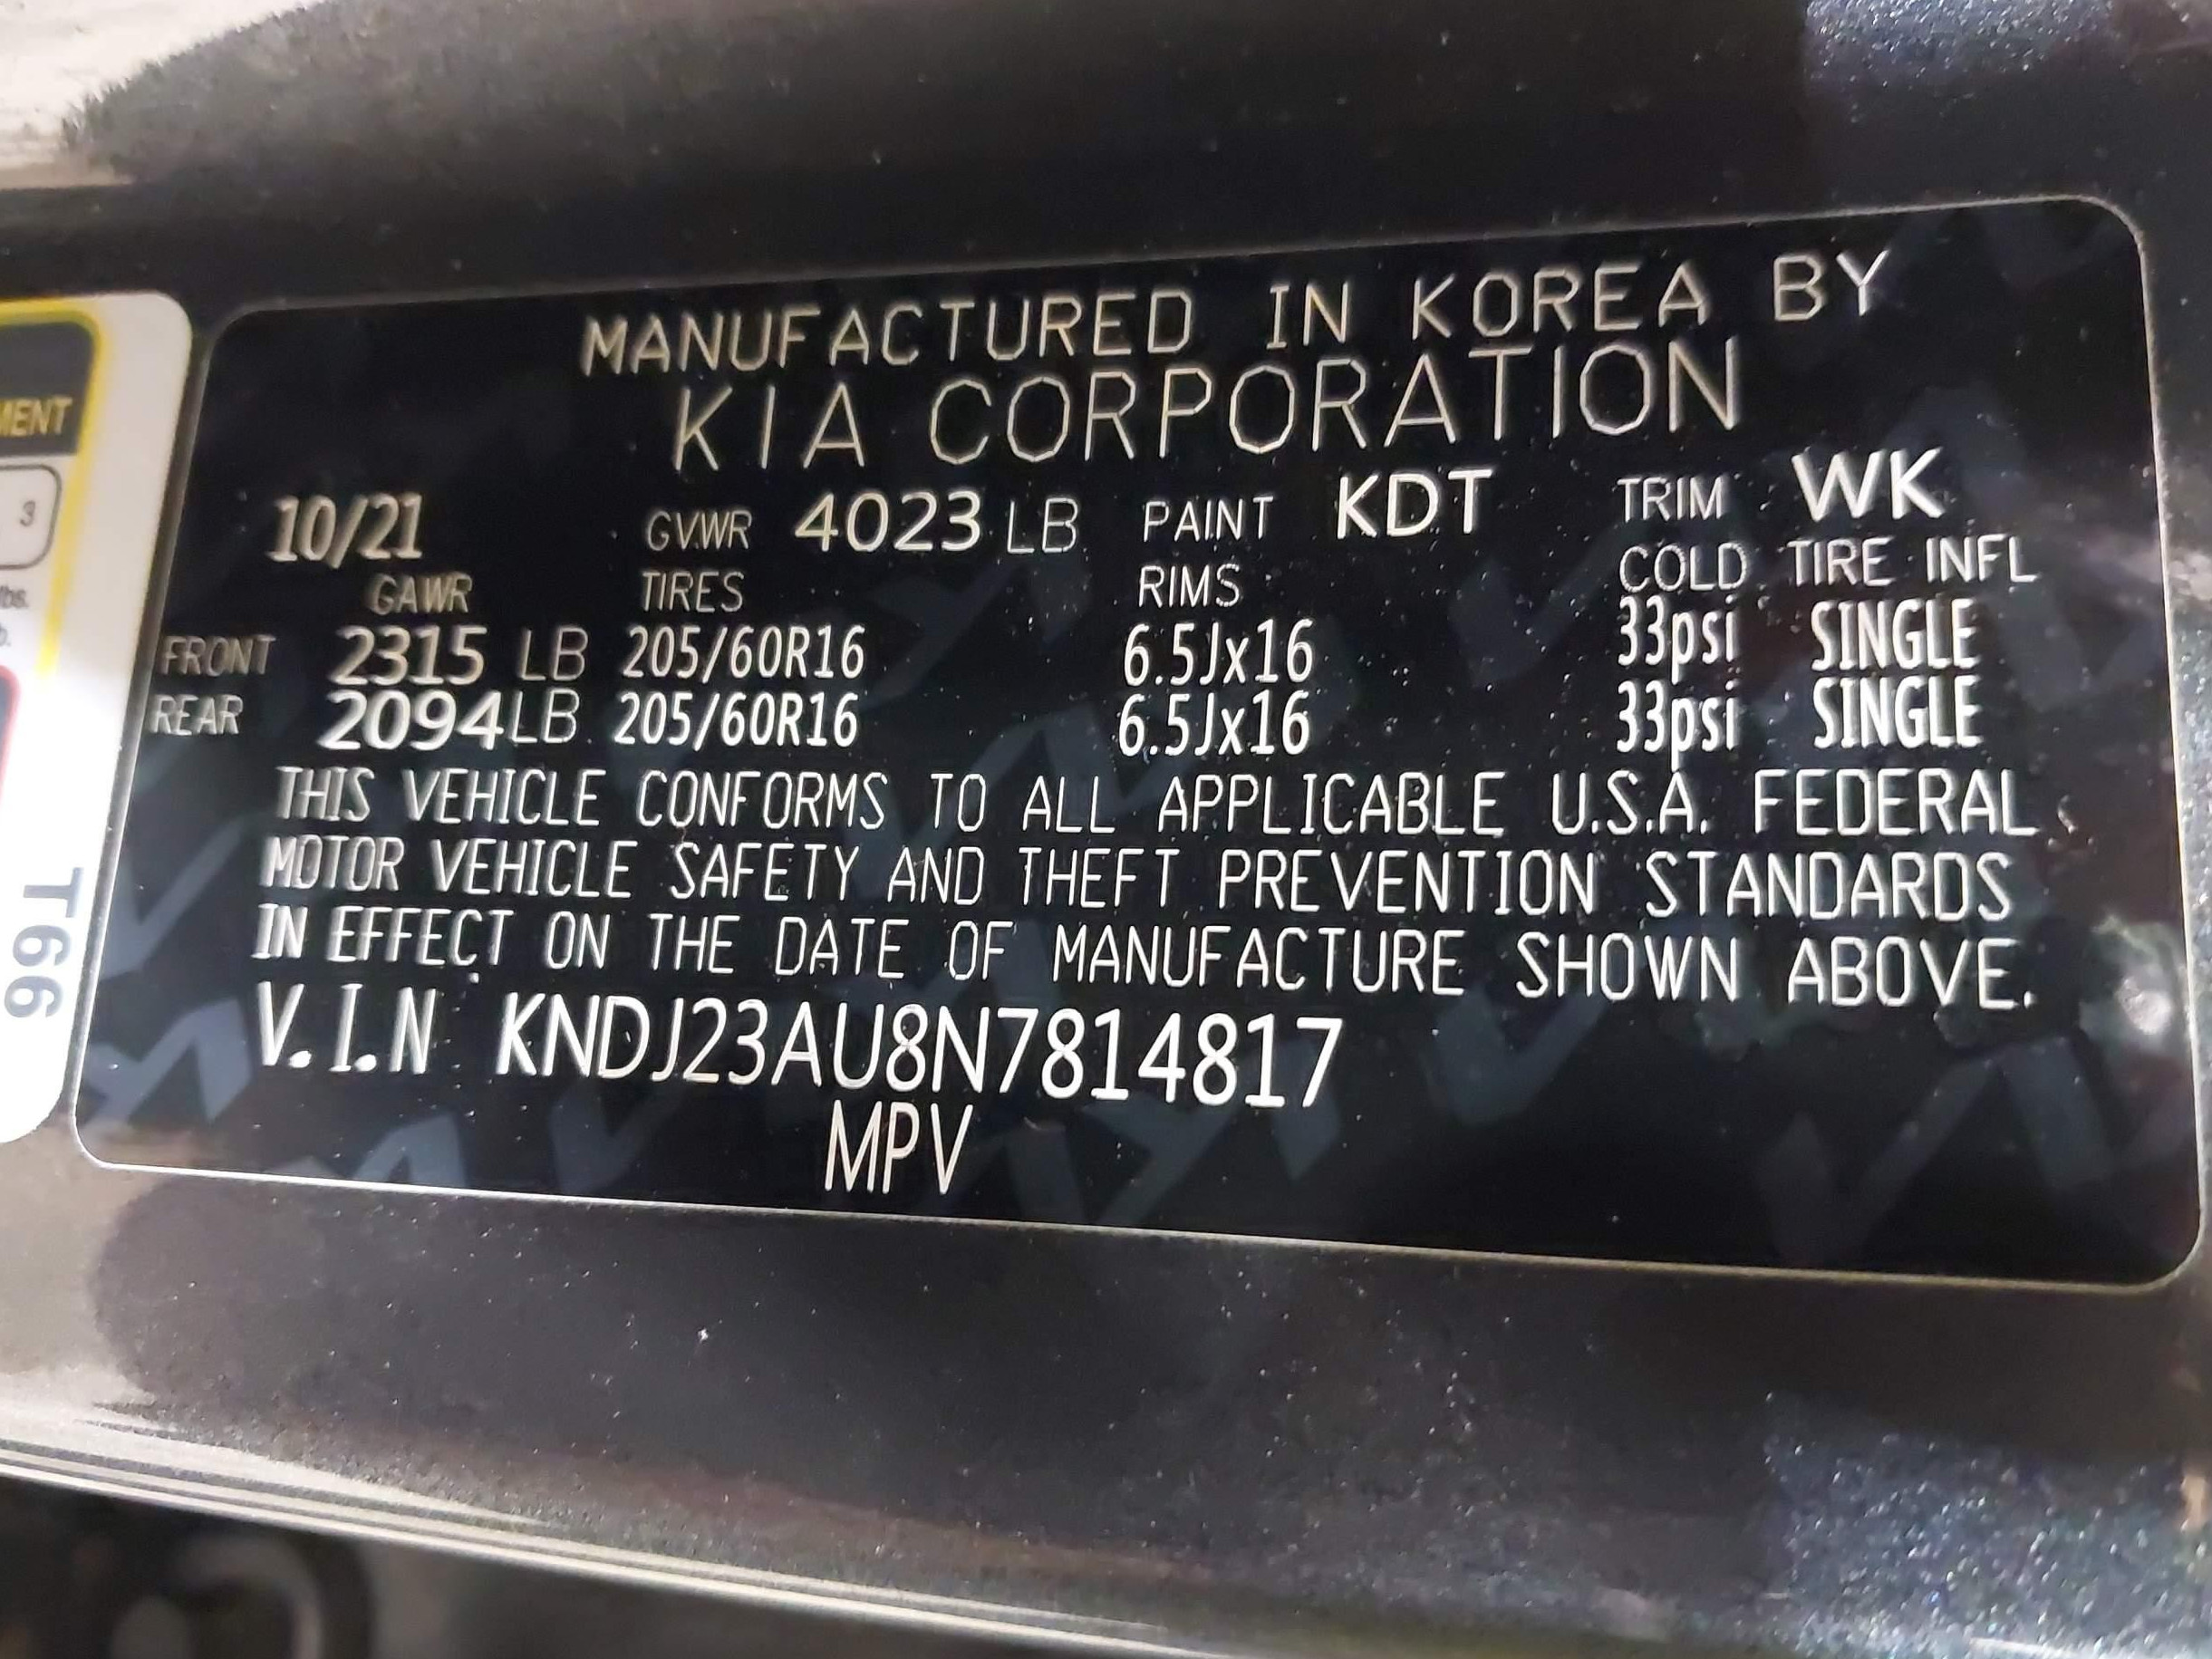 MANUFACTURED IN KOREA BY
KIA CORPORATION
10/21 GVWR 4023 LB PAINT KDT TRIM WK
GAWR TIRES RIMS COLD TIRE INFL
FRONT 2315 LB 205/60R16 6.5Jx16 33psi SINGLE
REAR 2094 LB 205/60R16 6.5Jx16 33psi SINGLE
THIS VEHICLE CONFORMS TO ALL APPLICABLE U.S.A. FEDERAL
MOTOR VEHICLE SAFETY AND THEFT PREVENTION STANDARDS
IN EFFECT ON THE DATE OF MANUFACTURE SHOWN ABOVE.
V.I.N KNDJ23AU8N7814817
MPV
MENT
3
lbs.
T66